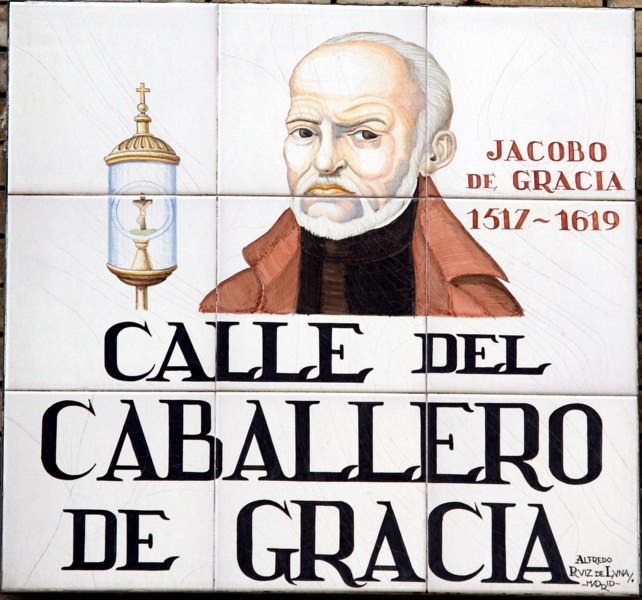 JACOBO
DE GRACIA
1517~1619
CALLE DEL
CABALLERO
DE GRACIA
ALFREDO
RUIZ DE LUNA/.
-MADRID-